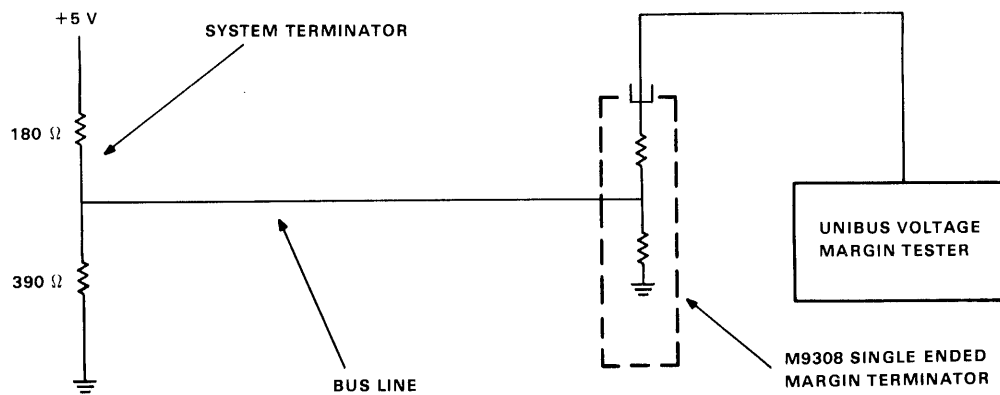 +5 V
SYSTEM TERMINATOR
180 Ω
390 Ω
BUS LINE
UNIBUS VOLTAGE
MARGIN TESTER
M9308 SINGLE ENDED
MARGIN TERMINATOR